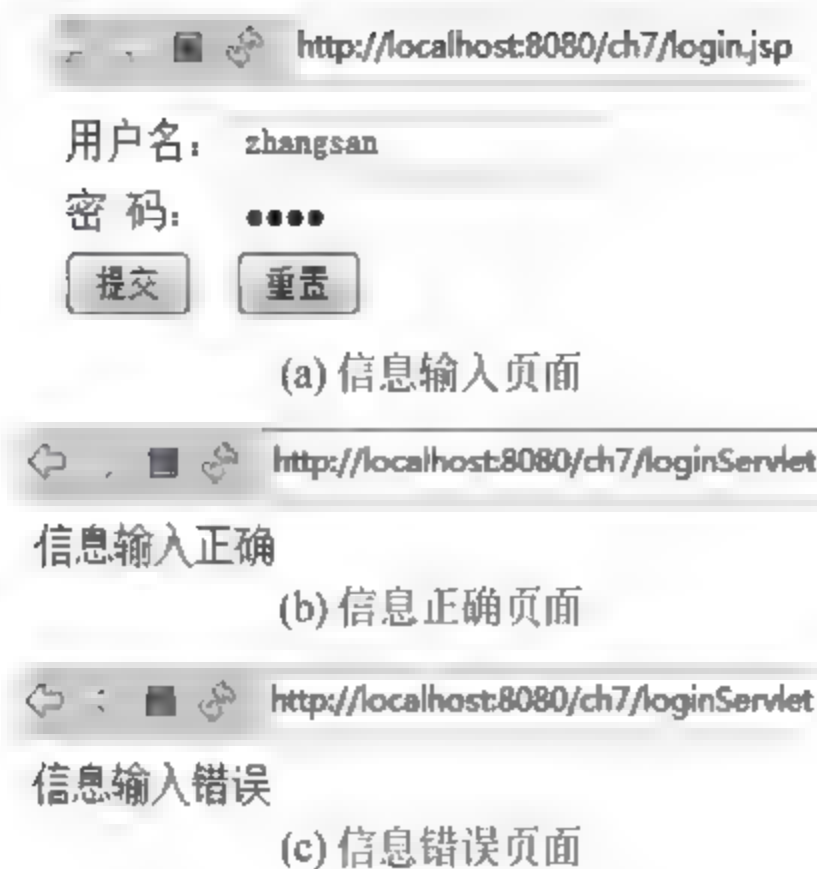 http://localhost:8080/ch7/login.jsp
用户名： zhangsan
密 码： ●●●●
提交 重置
(a) 信息输入页面
http://localhost:8080/ch7/loginServlet
信息输入正确
(b) 信息正确页面
http://localhost:8080/ch7/loginServlet
信息输入错误
(c) 信息错误页面